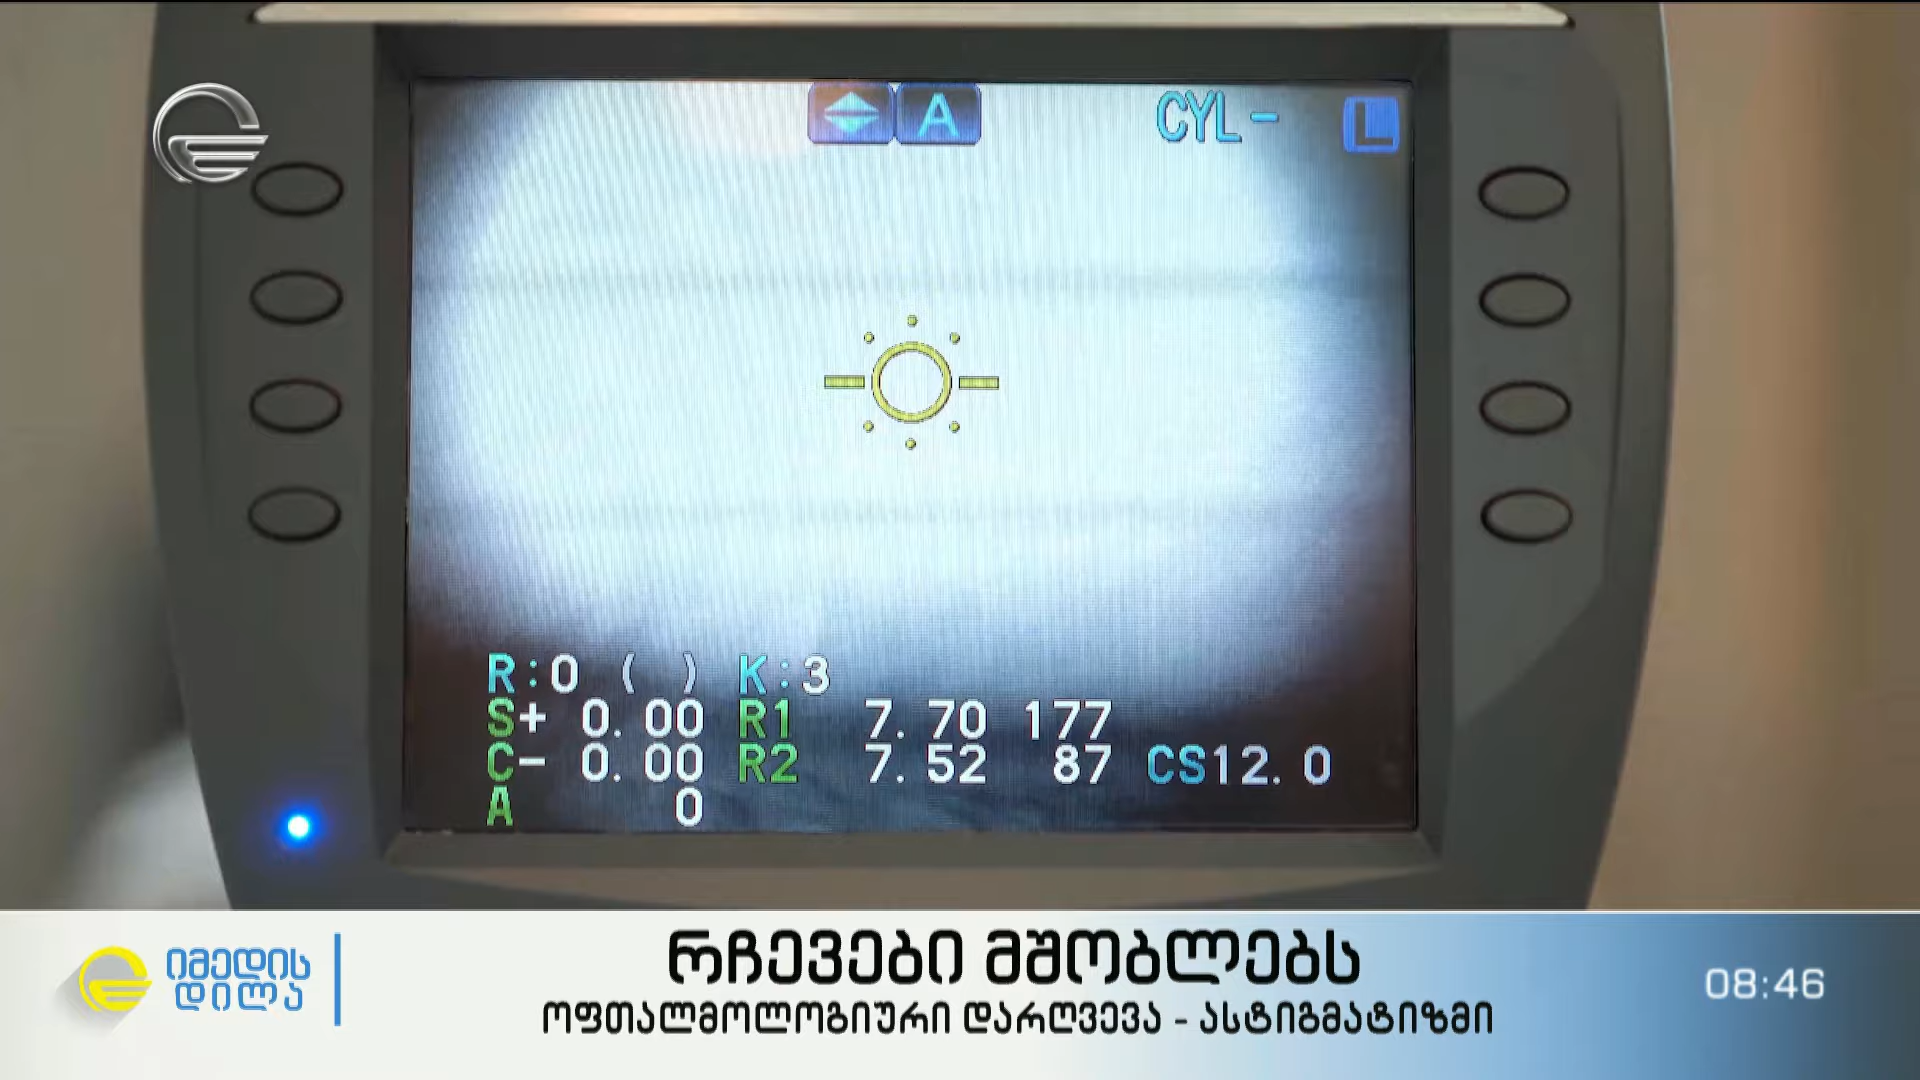 A CYL- L
R:0 ( ) K:3
S+ 0.00 R1 7.70 177
C- 0.00 R2 7.52 87 CS12.0
A 0
იმედის
დილა
რჩევები მშობლებს
ოფთალმოლოგიური დარღვევა - ასტიგმატიზმი
08:46